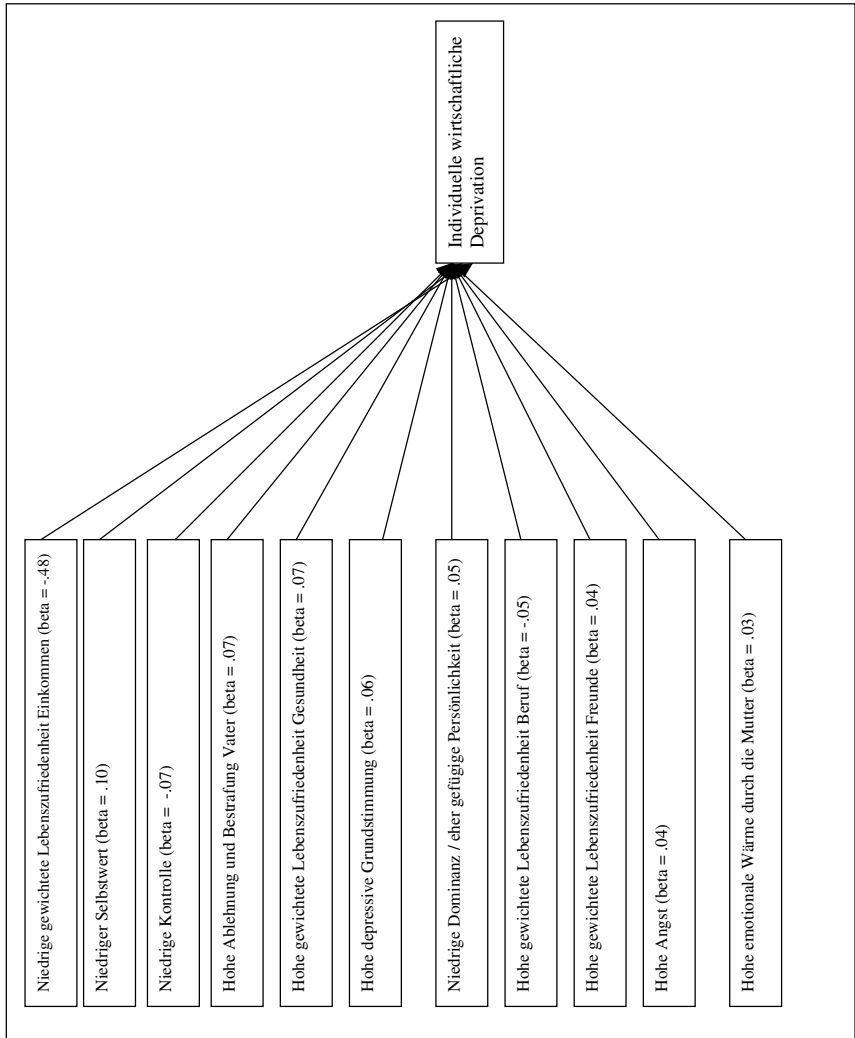 Niedrige gewichtete Lebenszufriedenheit Einkommen (beta = -.48)
Niedriger Selbstwert (beta = .10)
Niedrige Kontrolle (beta = -.07)
Hohe Ablehnung und Bestrafung Vater (beta = .07)
Hohe gewichtete Lebenszufriedenheit Gesundheit (beta = .07)
Hohe depressive Grundstimmung (beta = .06)
Niedrige Dominanz / eher gefügige Persönlichkeit (beta = .05)
Hohe gewichtete Lebenszufriedenheit Beruf (beta = -.05)
Hohe gewichtete Lebenszufriedenheit Freunde (beta = .04)
Hohe Angst (beta = .04)
Hohe emotionale Wärme durch die Mutter (beta = .03)
Individuelle wirtschaftliche
Deprivation